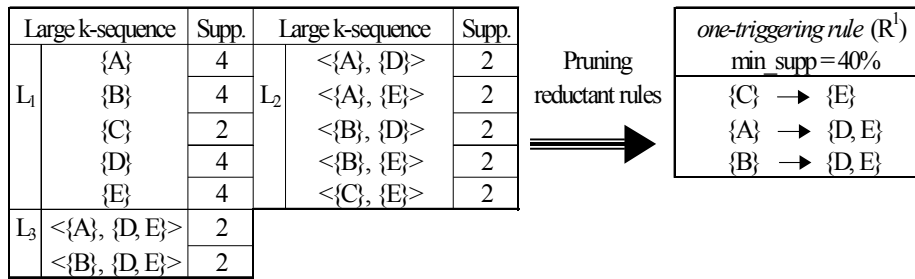 Large k-sequence Supp. Large k-sequence Supp.
L1 {A} 4 L2 <{A}, {D}> 2
{B} 4 <{A}, {E}> 2
{C} 2 <{B}, {D}> 2
{D} 4 <{B}, {E}> 2
{E} 4 <{C}, {E}> 2
L3 <{A}, {D, E}> 2
<{B}, {D, E}> 2
Pruning
reductant rules
one-triggering rule (R¹)
min_supp = 40%
{C} → {E}
{A} → {D, E}
{B} → {D, E}